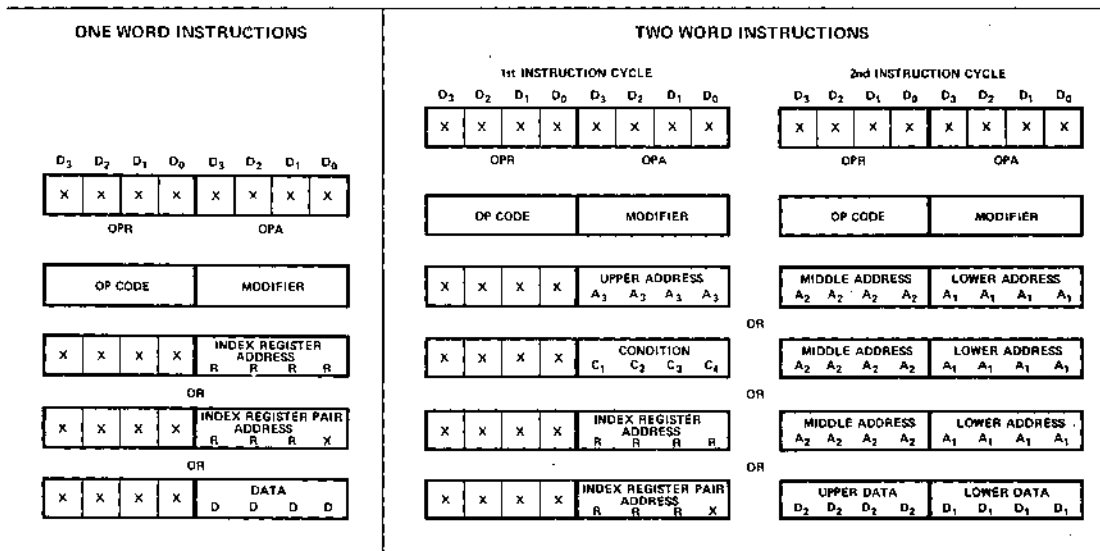 ONE WORD INSTRUCTIONS
D3 D2 D1 D0 D3 D2 D1 D0
X X X X X X X X
OPR OPA
OP CODE MODIFIER
X X X X INDEX REGISTER ADDRESS R R R R
OR
X X X X INDEX REGISTER PAIR ADDRESS R R R X
OR
X X X X DATA D D D D
TWO WORD INSTRUCTIONS
1st INSTRUCTION CYCLE 2nd INSTRUCTION CYCLE
D3 D2 D1 D0 D3 D2 D1 D0 D3 D2 D1 D0 D3 D2 D1 D0
X X X X X X X X X X X X X X X X
OPR OPA OPR OPA
OP CODE MODIFIER OP CODE MODIFIER
X X X X UPPER ADDRESS A3 A3 A3 A3 MIDDLE ADDRESS A2 A2 A2 A2 LOWER ADDRESS A1 A1 A1 A1
OR
X X X X CONDITION C1 C2 C3 C4 MIDDLE ADDRESS A2 A2 A2 A2 LOWER ADDRESS A1 A1 A1 A1
OR
X X X X INDEX REGISTER ADDRESS R R R R MIDDLE ADDRESS A2 A2 A2 A2 LOWER ADDRESS A1 A1 A1 A1
OR
X X X X INDEX REGISTER PAIR ADDRESS R R R X UPPER DATA D2 D2 D2 D2 LOWER DATA D1 D1 D1 D1